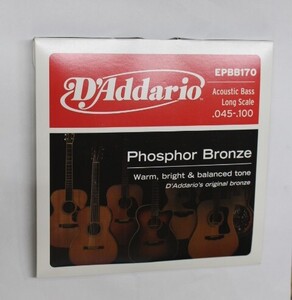 EPBB170
D'Addario
Acoustic Bass
Long Scale
.045-.100
Phosphor Bronze
Warm, bright & balanced tone
D'Addario's original bronze